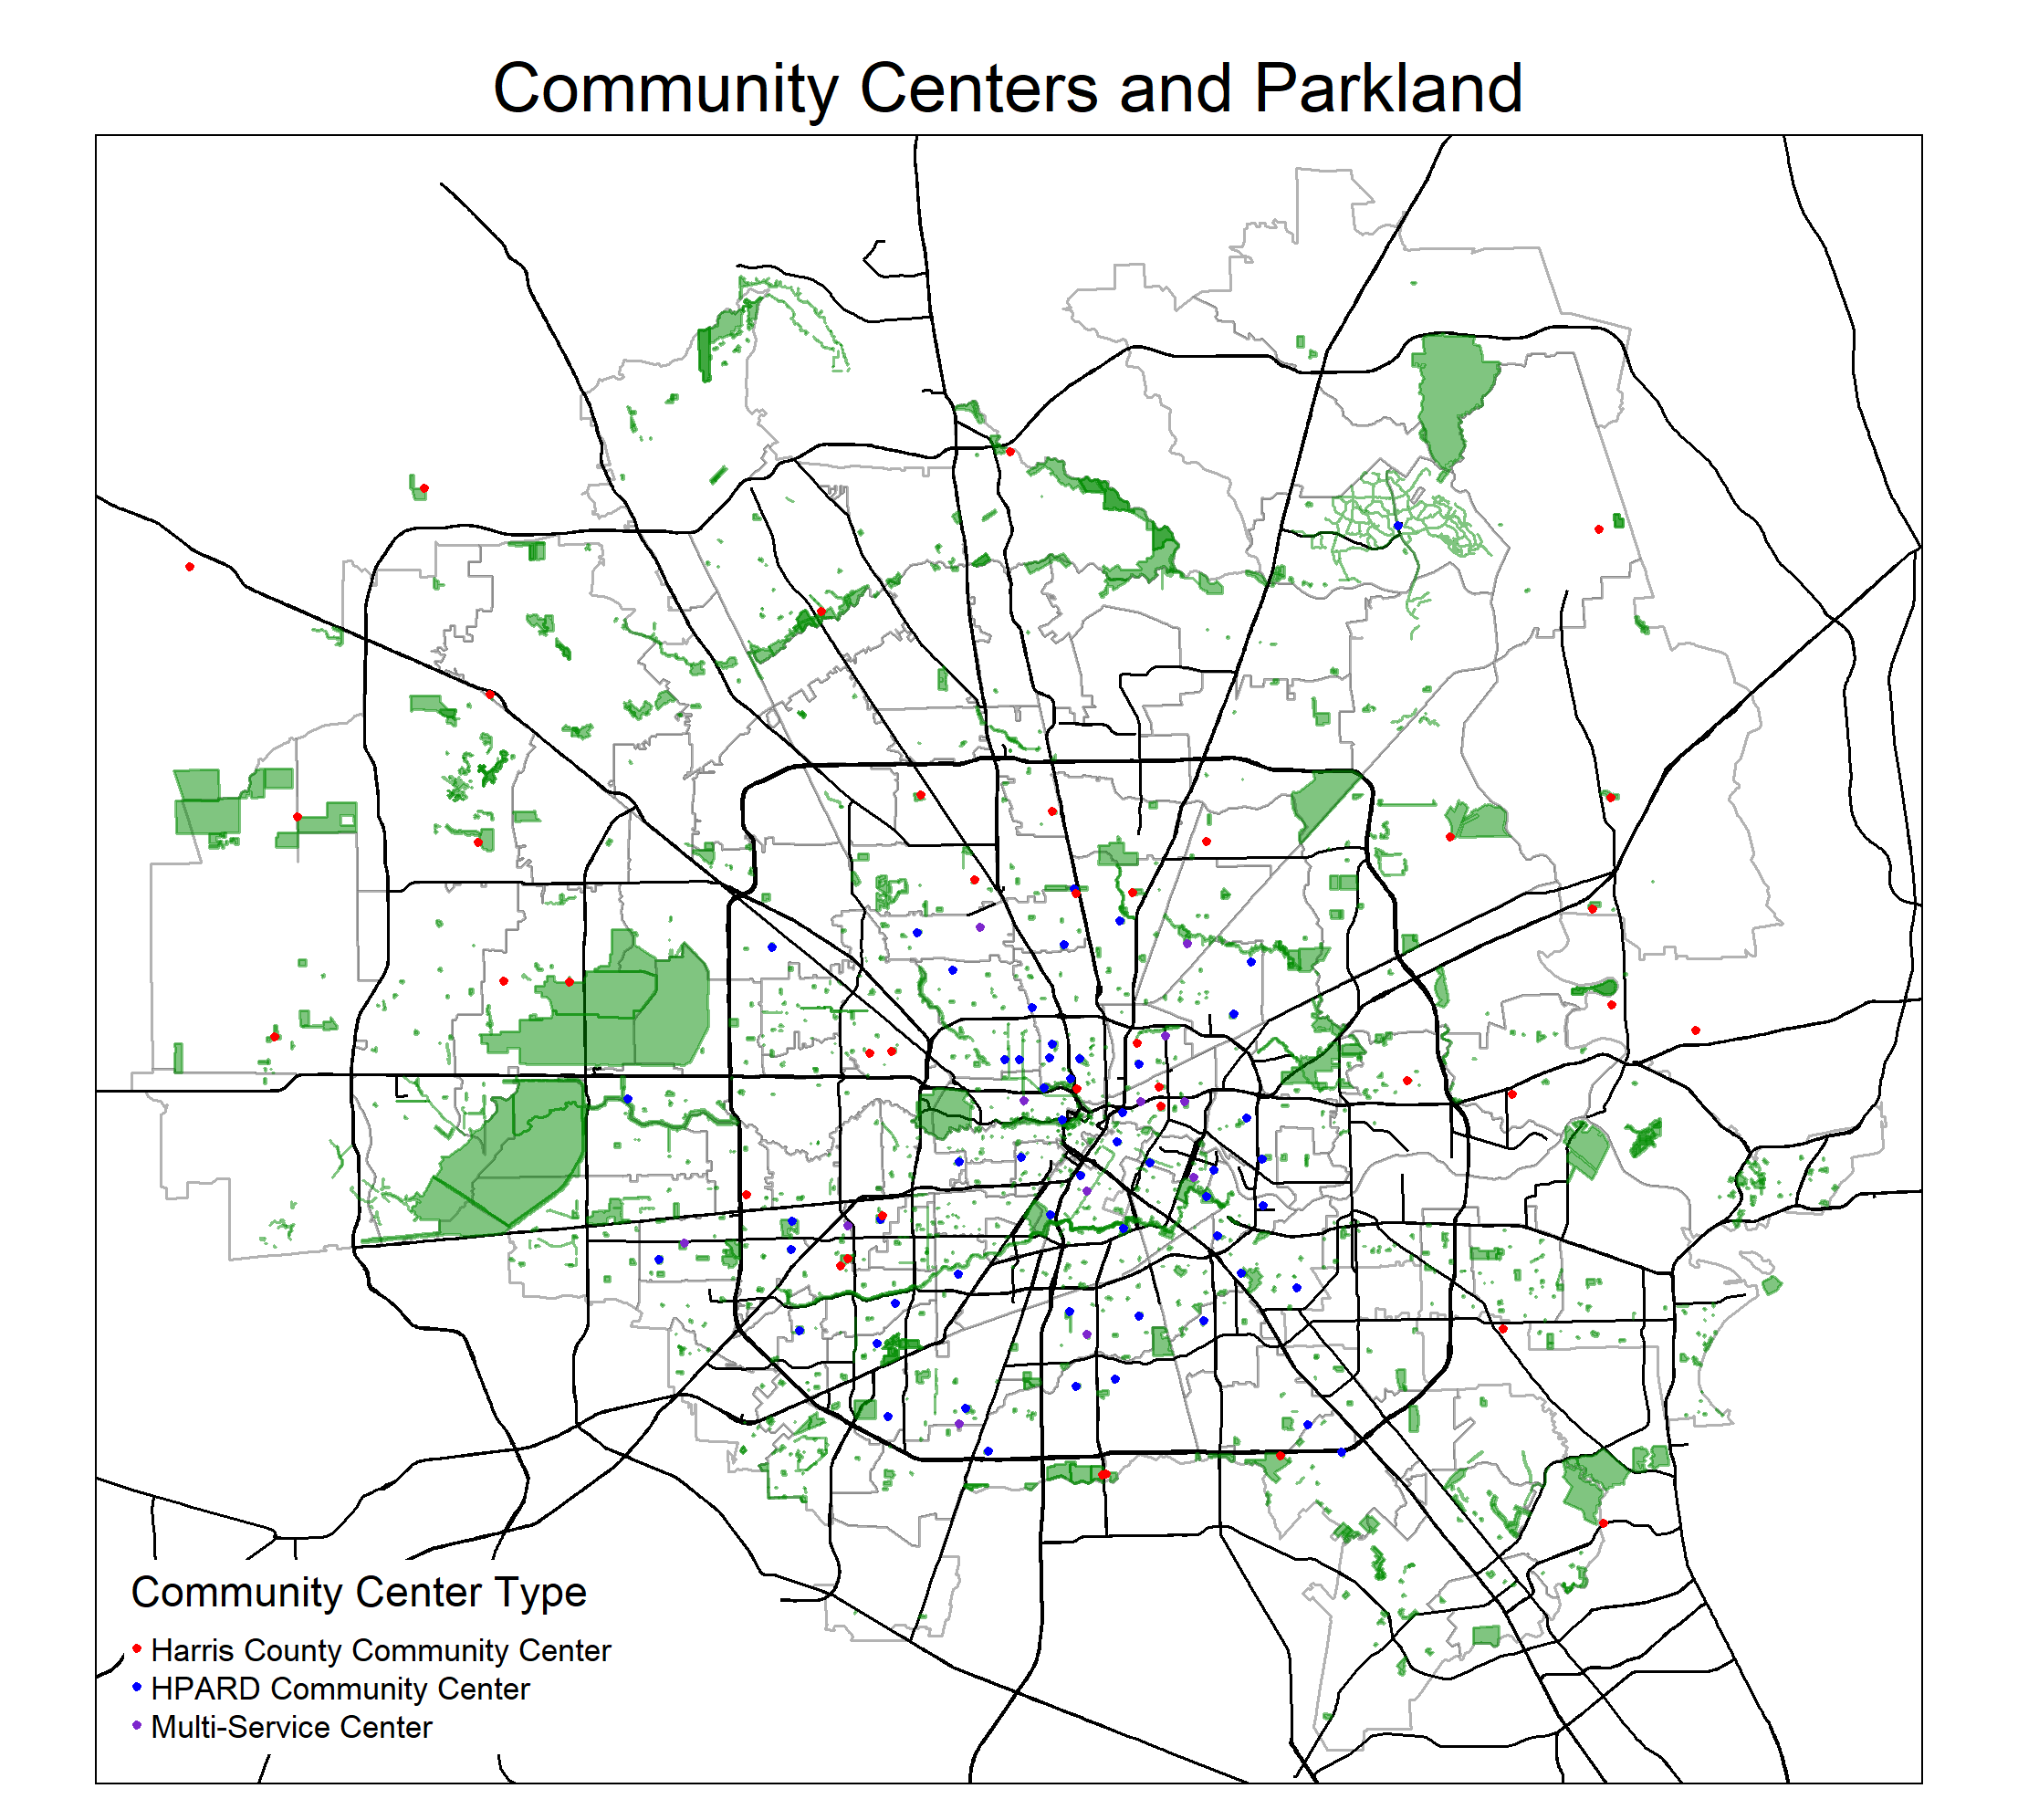 Community Centers and Parkland
Community Center Type
Harris County Community Center
HPARD Community Center
Multi-Service Center